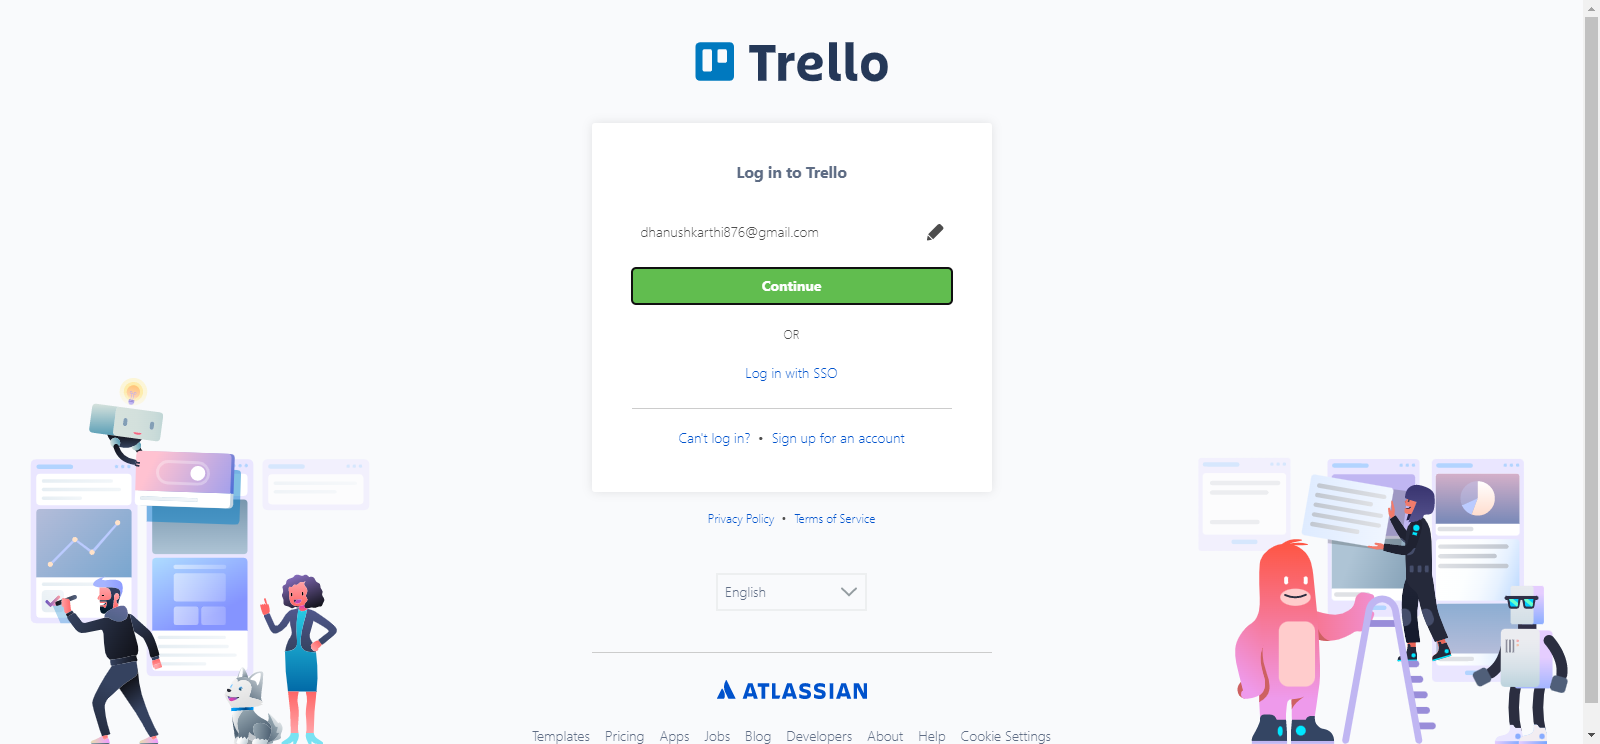 Trello
Log in to Trello
dhanushkarthi876@gmail.com
Continue
OR
Log in with SSO
Can't log in? • Sign up for an account
Privacy Policy • Terms of Service
English
ATLASSIAN
Templates Pricing Apps Jobs Blog Developers About Help Cookie Settings